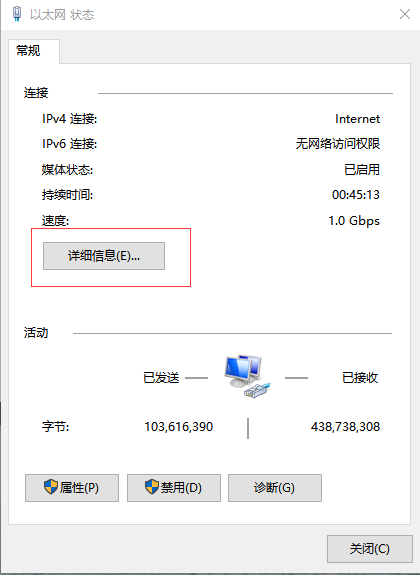 以太网 状态
常规
连接
IPv4 连接: Internet
IPv6 连接: 无网络访问权限
媒体状态: 已启用
持续时间: 00:45:13
速度: 1.0 Gbps
详细信息(E)...
活动
已发送 已接收
字节: 103,616,390 438,738,308
属性(P) 禁用(D) 诊断(G)
关闭(C)